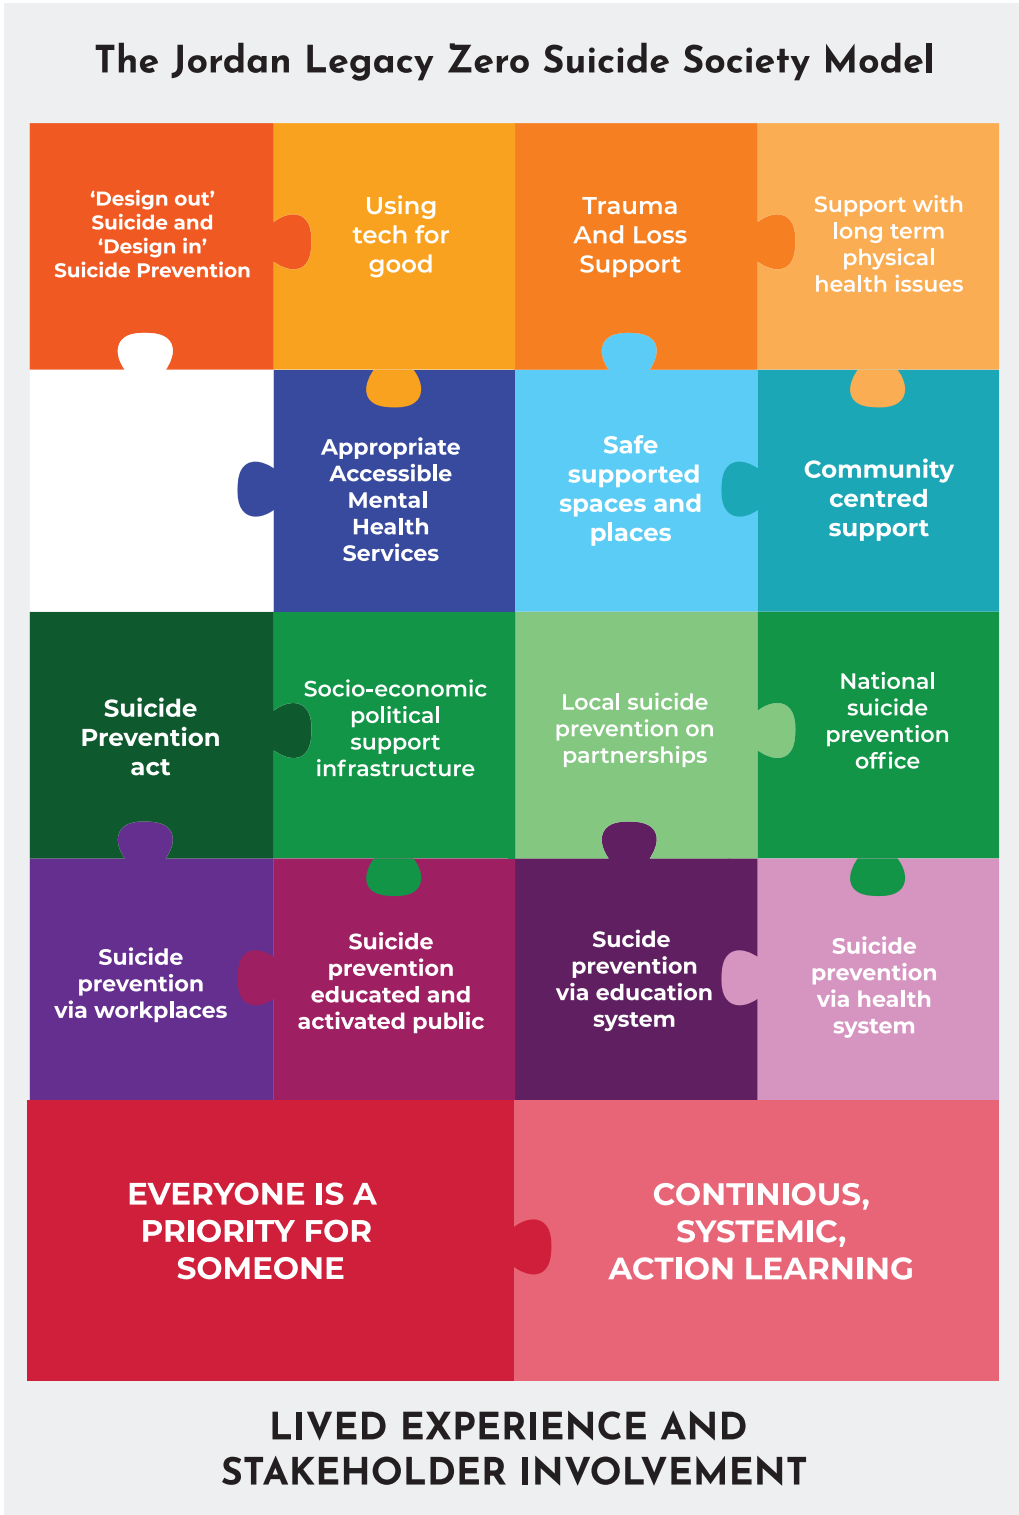 The Jordan Legacy Zero Suicide Society Model
‘Design out’
Suicide and
‘Design in’
Suicide Prevention
Using
tech for
good
Trauma
And Loss
Support
Support with
long term
physical
health issues
Appropriate
Accessible
Mental
Health
Services
Safe
supported
spaces and
places
Community
centred
support
Suicide
Prevention
act
Socio-economic
political
support
infrastructure
Local suicide
prevention on
partnerships
National
suicide
prevention
office
Suicide
prevention
via workplaces
Suicide
prevention
educated and
activated public
Sucide
prevention
via education
system
Suicide
prevention
via health
system
EVERYONE IS A
PRIORITY FOR
SOMEONE
CONTINIOUS,
SYSTEMIC,
ACTION LEARNING
LIVED EXPERIENCE AND
STAKEHOLDER INVOLVEMENT